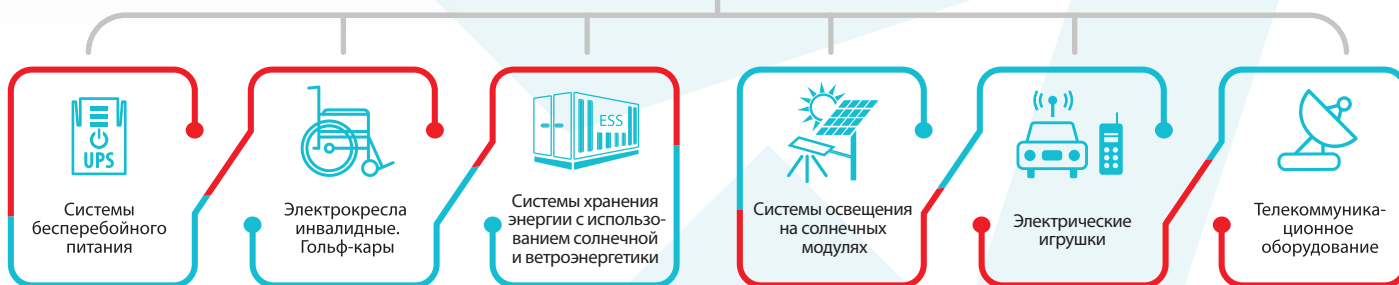 UPS
Системы
бесперебойного
питания
Электрокресла
инвалидные.
Гольф-кары
ESS
Системы хранения
энергии с использо-
ванием солнечной
и ветроэнергетики
Системы освещения
на солнечных
модулях
Электрические
игрушки
Телекоммуника-
ционное
оборудование